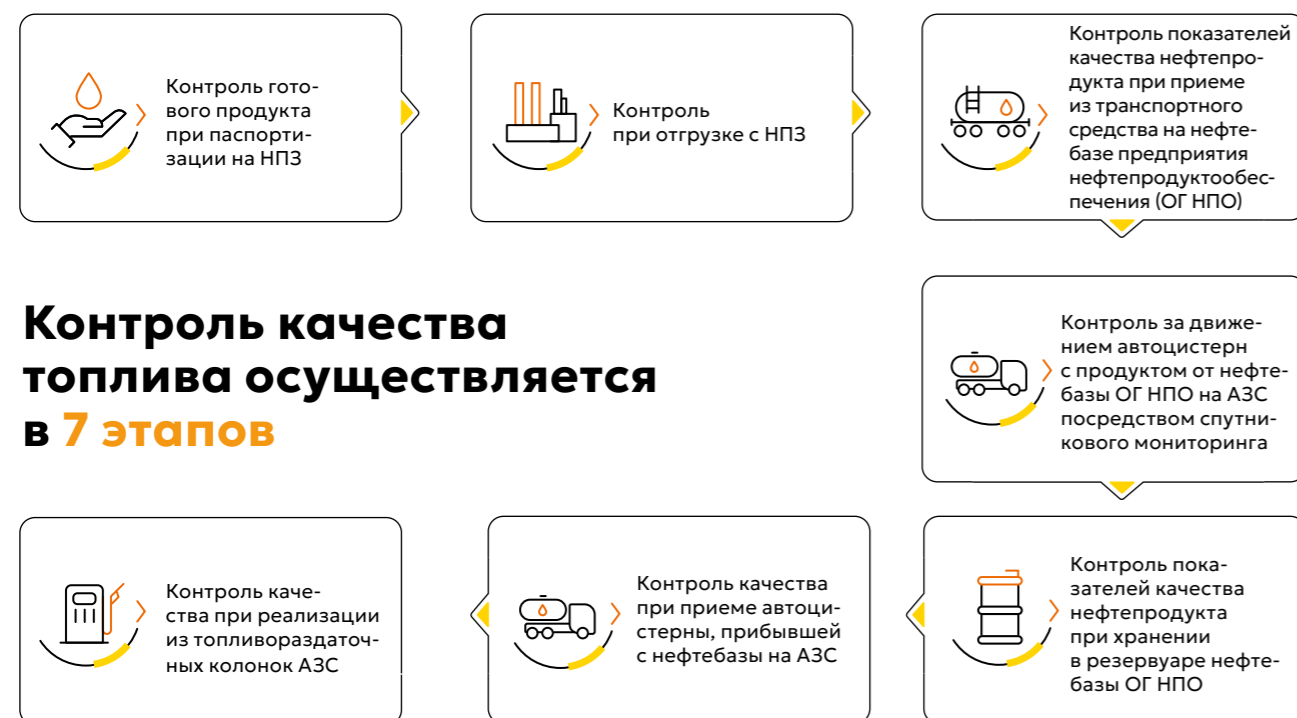 Контроль гото-
вого продукта
при паспорти-
зации на НПЗ
Контроль
при отгрузке с НПЗ
Контроль показателей
качества нефтепро-
дукта при приеме
из транспортного
средства на нефте-
базе предприятия
нефтепродуктообес-
печения (ОГ НПО)
Контроль качества
топлива осуществляется
в 7 этапов
Контроль за движе-
нием автоцистерн
с продуктом от нефте-
базы ОГ НПО на АЗС
посредством спутни-
кового мониторинга
Контроль каче-
ства при реализации
из топливораздаточ-
ных колонок АЗС
Контроль качества
при приеме автоци-
стерны, прибывшей
с нефтебазы на АЗС
Контроль пока-
зателей качества
нефтепродукта
при хранении
в резервуаре нефте-
базы ОГ НПО